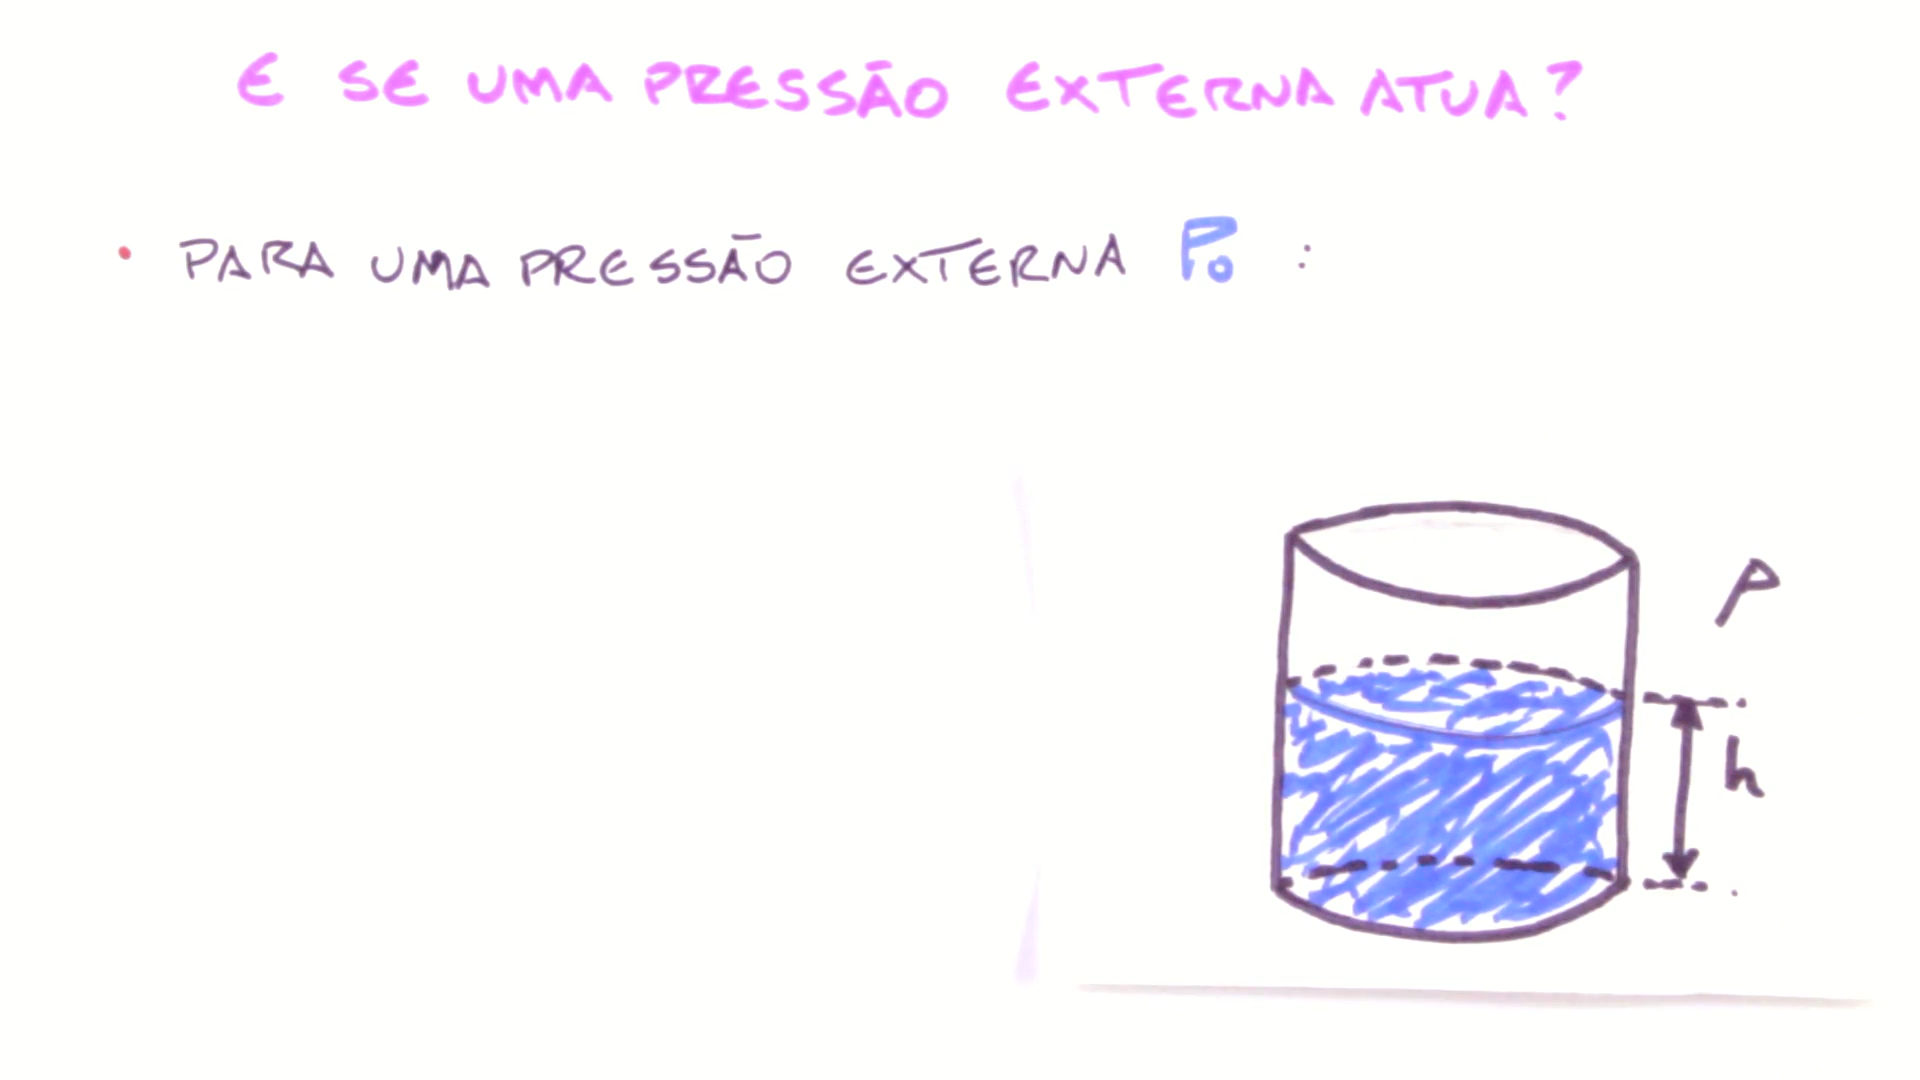 E SE UMA PRESSÃO EXTERNA ATUA?
• PARA UMA PRESSÃO EXTERNA P₀ :
ρ
h